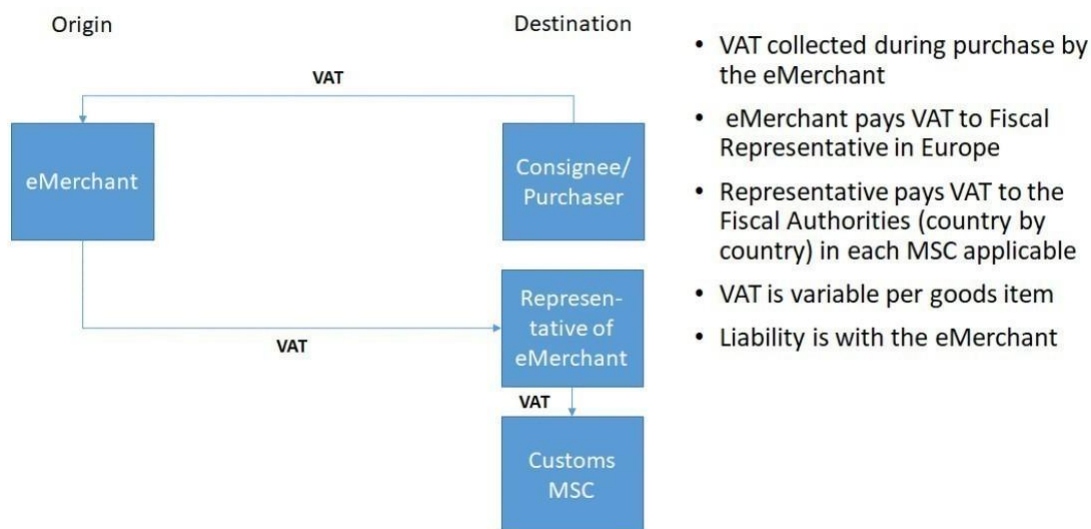 Origin
Destination
VAT
eMerchant
Consignee/
Purchaser
Represen-
tative of
eMerchant
VAT
VAT
Customs
MSC
• VAT collected during purchase by
the eMerchant
• eMerchant pays VAT to Fiscal
Representative in Europe
• Representative pays VAT to the
Fiscal Authorities (country by
country) in each MSC applicable
• VAT is variable per goods item
• Liability is with the eMerchant